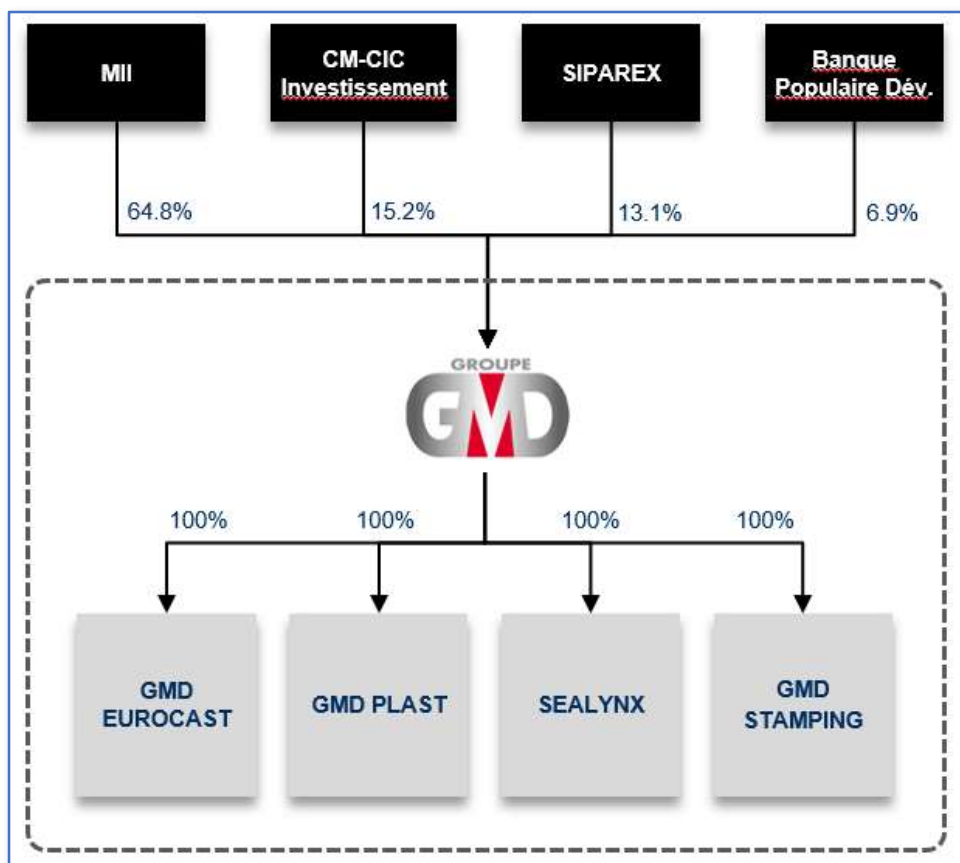 MII
CM-CIC
Investissement
SIPAREX
Banque
Populaire Dév.
64.8%
15.2%
13.1%
6.9%
GROUPE
GMD
100%
100%
100%
100%
GMD
EUROCAST
GMD PLAST
SEALYNX
GMD
STAMPING